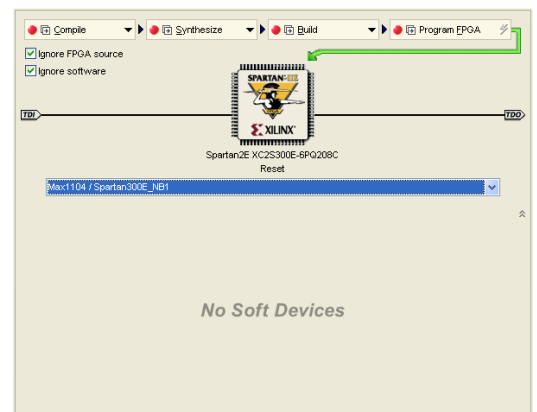 Compile Synthesize Build Program FPGA
Ignore FPGA source
Ignore software
SPARTAN-IIE
XILINX
TDI TDO
Spartan2E XC2S300E-6PQ208C
Reset
Max1104 / Spartan300E_NB1
No Soft Devices